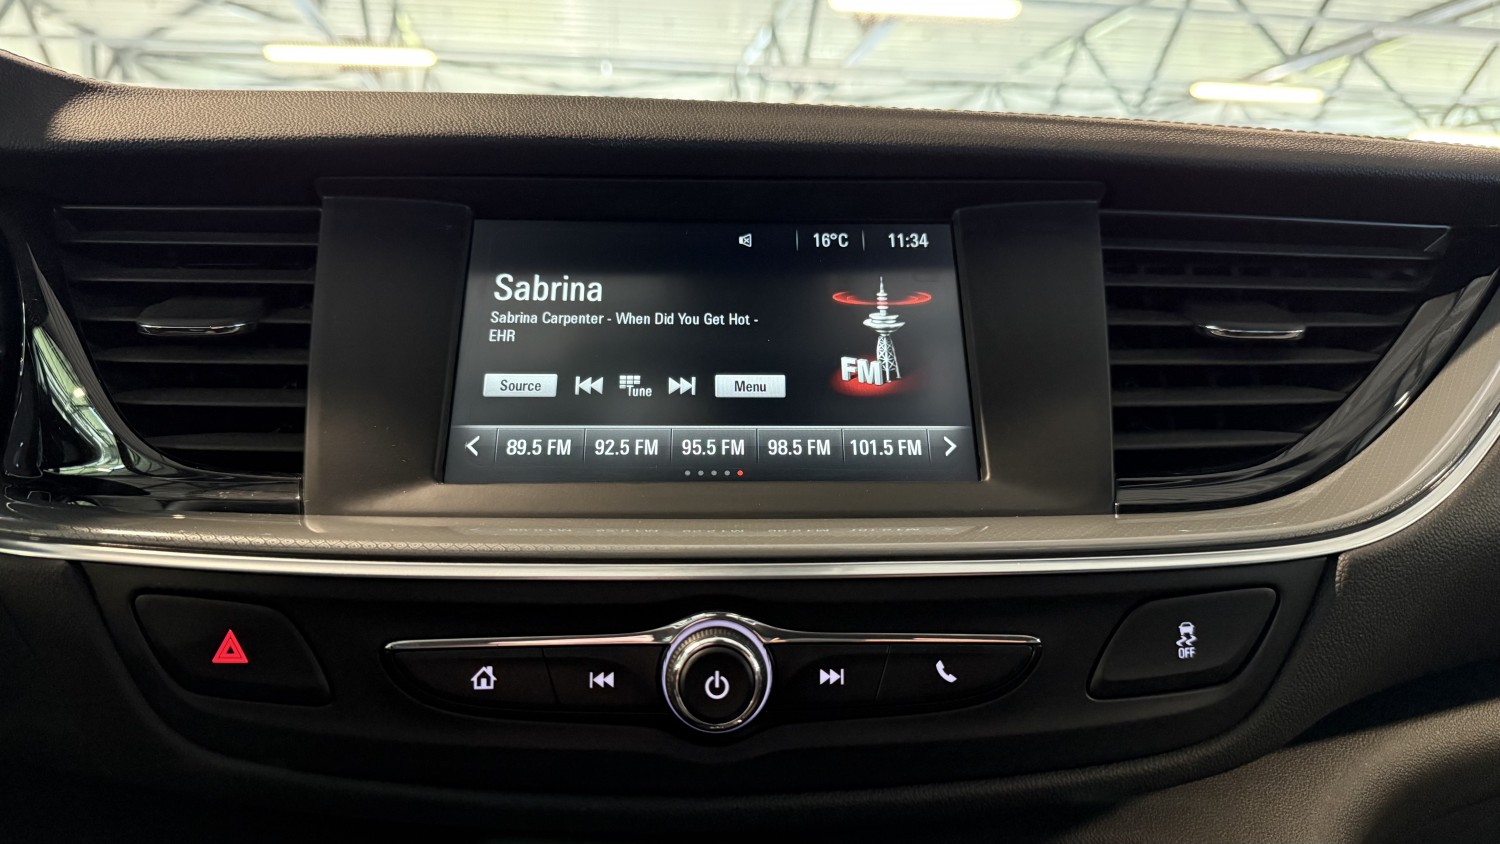 16°C 11:34
Sabrina
Sabrina Carpenter - When Did You Get Hot -
EHR
FM
Source Tune Menu
89.5 FM 92.5 FM 95.5 FM 98.5 FM 101.5 FM
OFF